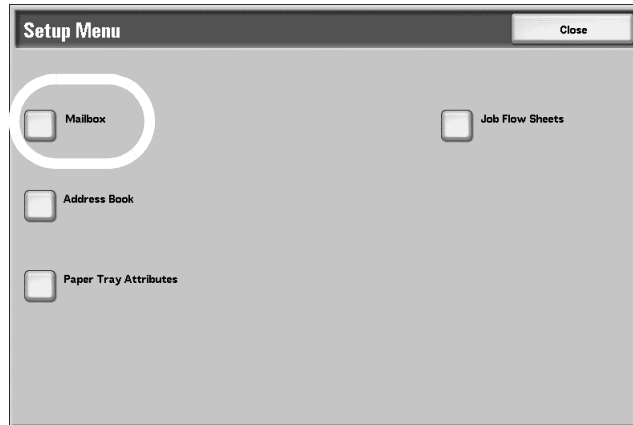 Setup Menu
Close
Mailbox
Job Flow Sheets
Address Book
Paper Tray Attributes